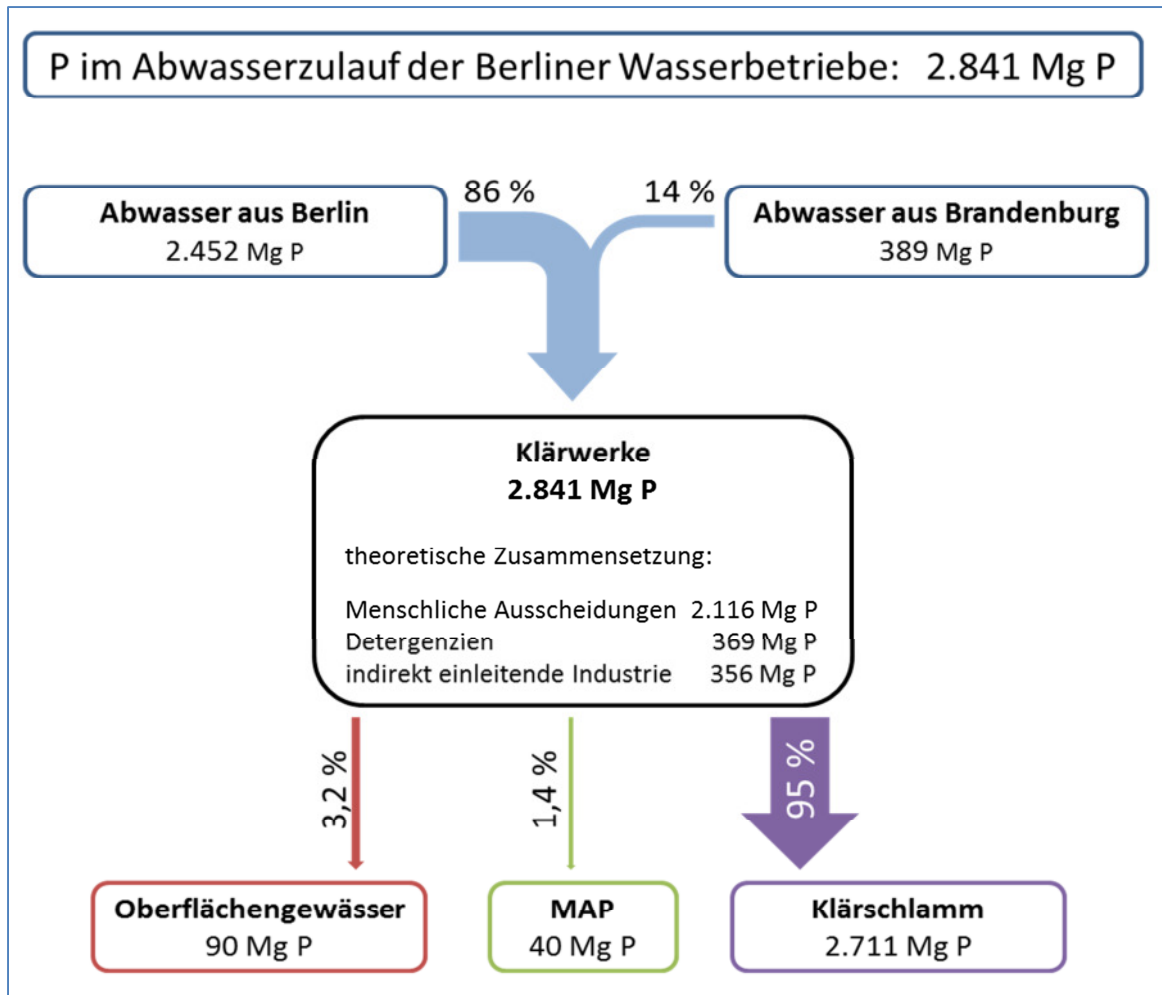 P im Abwasserzulauf der Berliner Wasserbetriebe: 2.841 Mg P
86 %
14 %
Abwasser aus Berlin
2.452 Mg P
Abwasser aus Brandenburg
389 Mg P
Klärwerke
2.841 Mg P
theoretische Zusammensetzung:
Menschliche Ausscheidungen 2.116 Mg P
Detergenzien 369 Mg P
indirekt einleitende Industrie 356 Mg P
3,2 %
1,4 %
95 %
Oberflächengewässer
90 Mg P
MAP
40 Mg P
Klärschlamm
2.711 Mg P